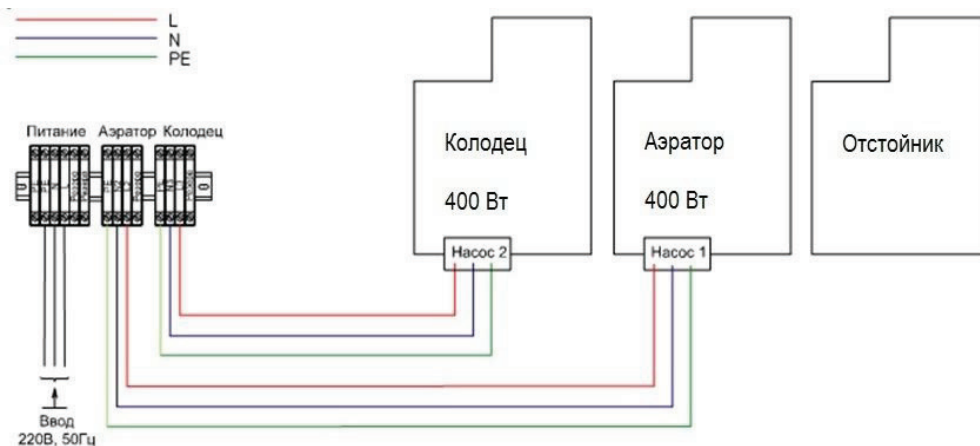 L
N
PE
Питание Аэратор Колодец
Колодец
400 Вт
Аэратор
400 Вт
Отстойник
Насос 2
Насос 1
Ввод
220В, 50Гц